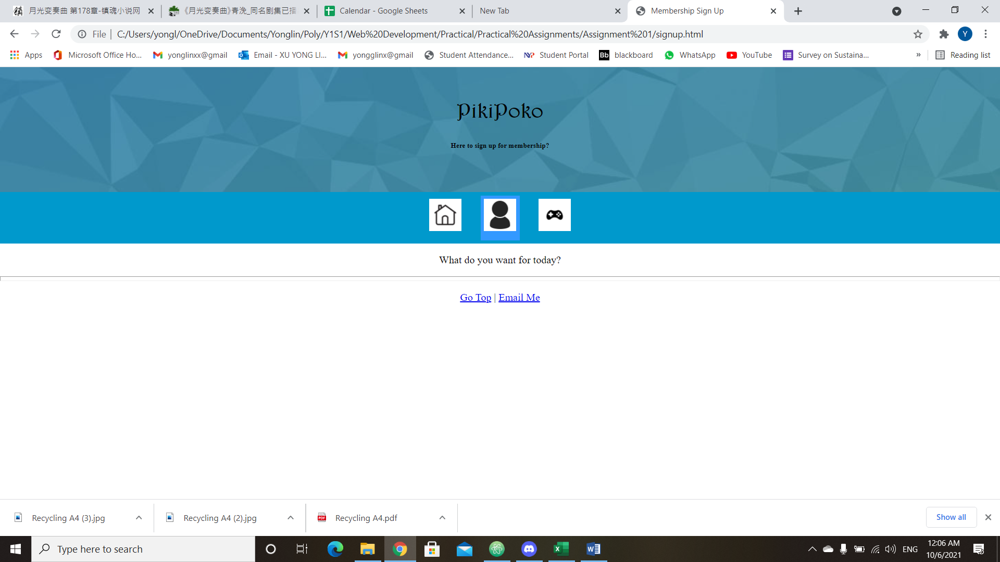 月光变奏曲 第178章-镇魂小说网
《月光变奏曲》青浼_同名剧集已播
Calendar - Google Sheets
New Tab
Membership Sign Up
File | C:/Users/yongl/OneDrive/Documents/Yonglin/Poly/Y1S1/Web%20Development/Practical/Practical%20Assignments/Assignment%201/signup.html
Y
Apps
Microsoft Office Ho...
yonglinxx@gmail
Email - XU YONG LI...
yongglinx@gmail
Student Attendance...
NYP Student Portal
Bb blackboard
WhatsApp
YouTube
Survey on Sustaina...
»
Reading list
PikiPoko
Here to sign up for membership?
What do you want for today?
Go Top | Email Me
Recycling A4 (3).jpg
Recycling A4 (2).jpg
PDF
Recycling A4.pdf
Show all
Type here to search
ENG
12:06 AM
10/6/2021